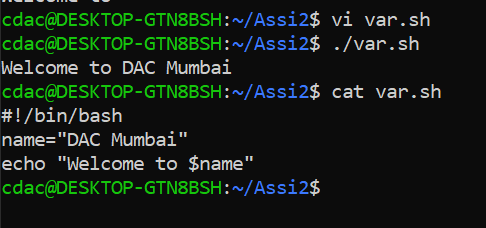 cdac@DESKTOP-GTN8BSH:~/Assi2$ vi var.sh
cdac@DESKTOP-GTN8BSH:~/Assi2$ ./var.sh
Welcome to DAC Mumbai
cdac@DESKTOP-GTN8BSH:~/Assi2$ cat var.sh
#!/bin/bash
name="DAC Mumbai"
echo "Welcome to $name"
cdac@DESKTOP-GTN8BSH:~/Assi2$